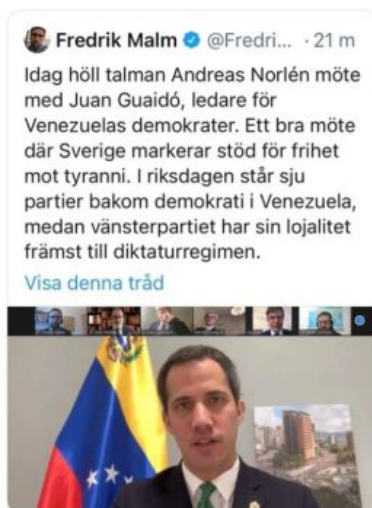 Fredrik Malm @Fredri... · 21 m
Idag höll talman Andreas Norlén möte
med Juan Guaidó, ledare för
Venezuelas demokrater. Ett bra möte
där Sverige markerar stöd för frihet
mot tyranni. I riksdagen står sju
partier bakom demokrati i Venezuela,
medan vänsterpartiet har sin lojalitet
främst till diktaturregimen.
Visa denna tråd